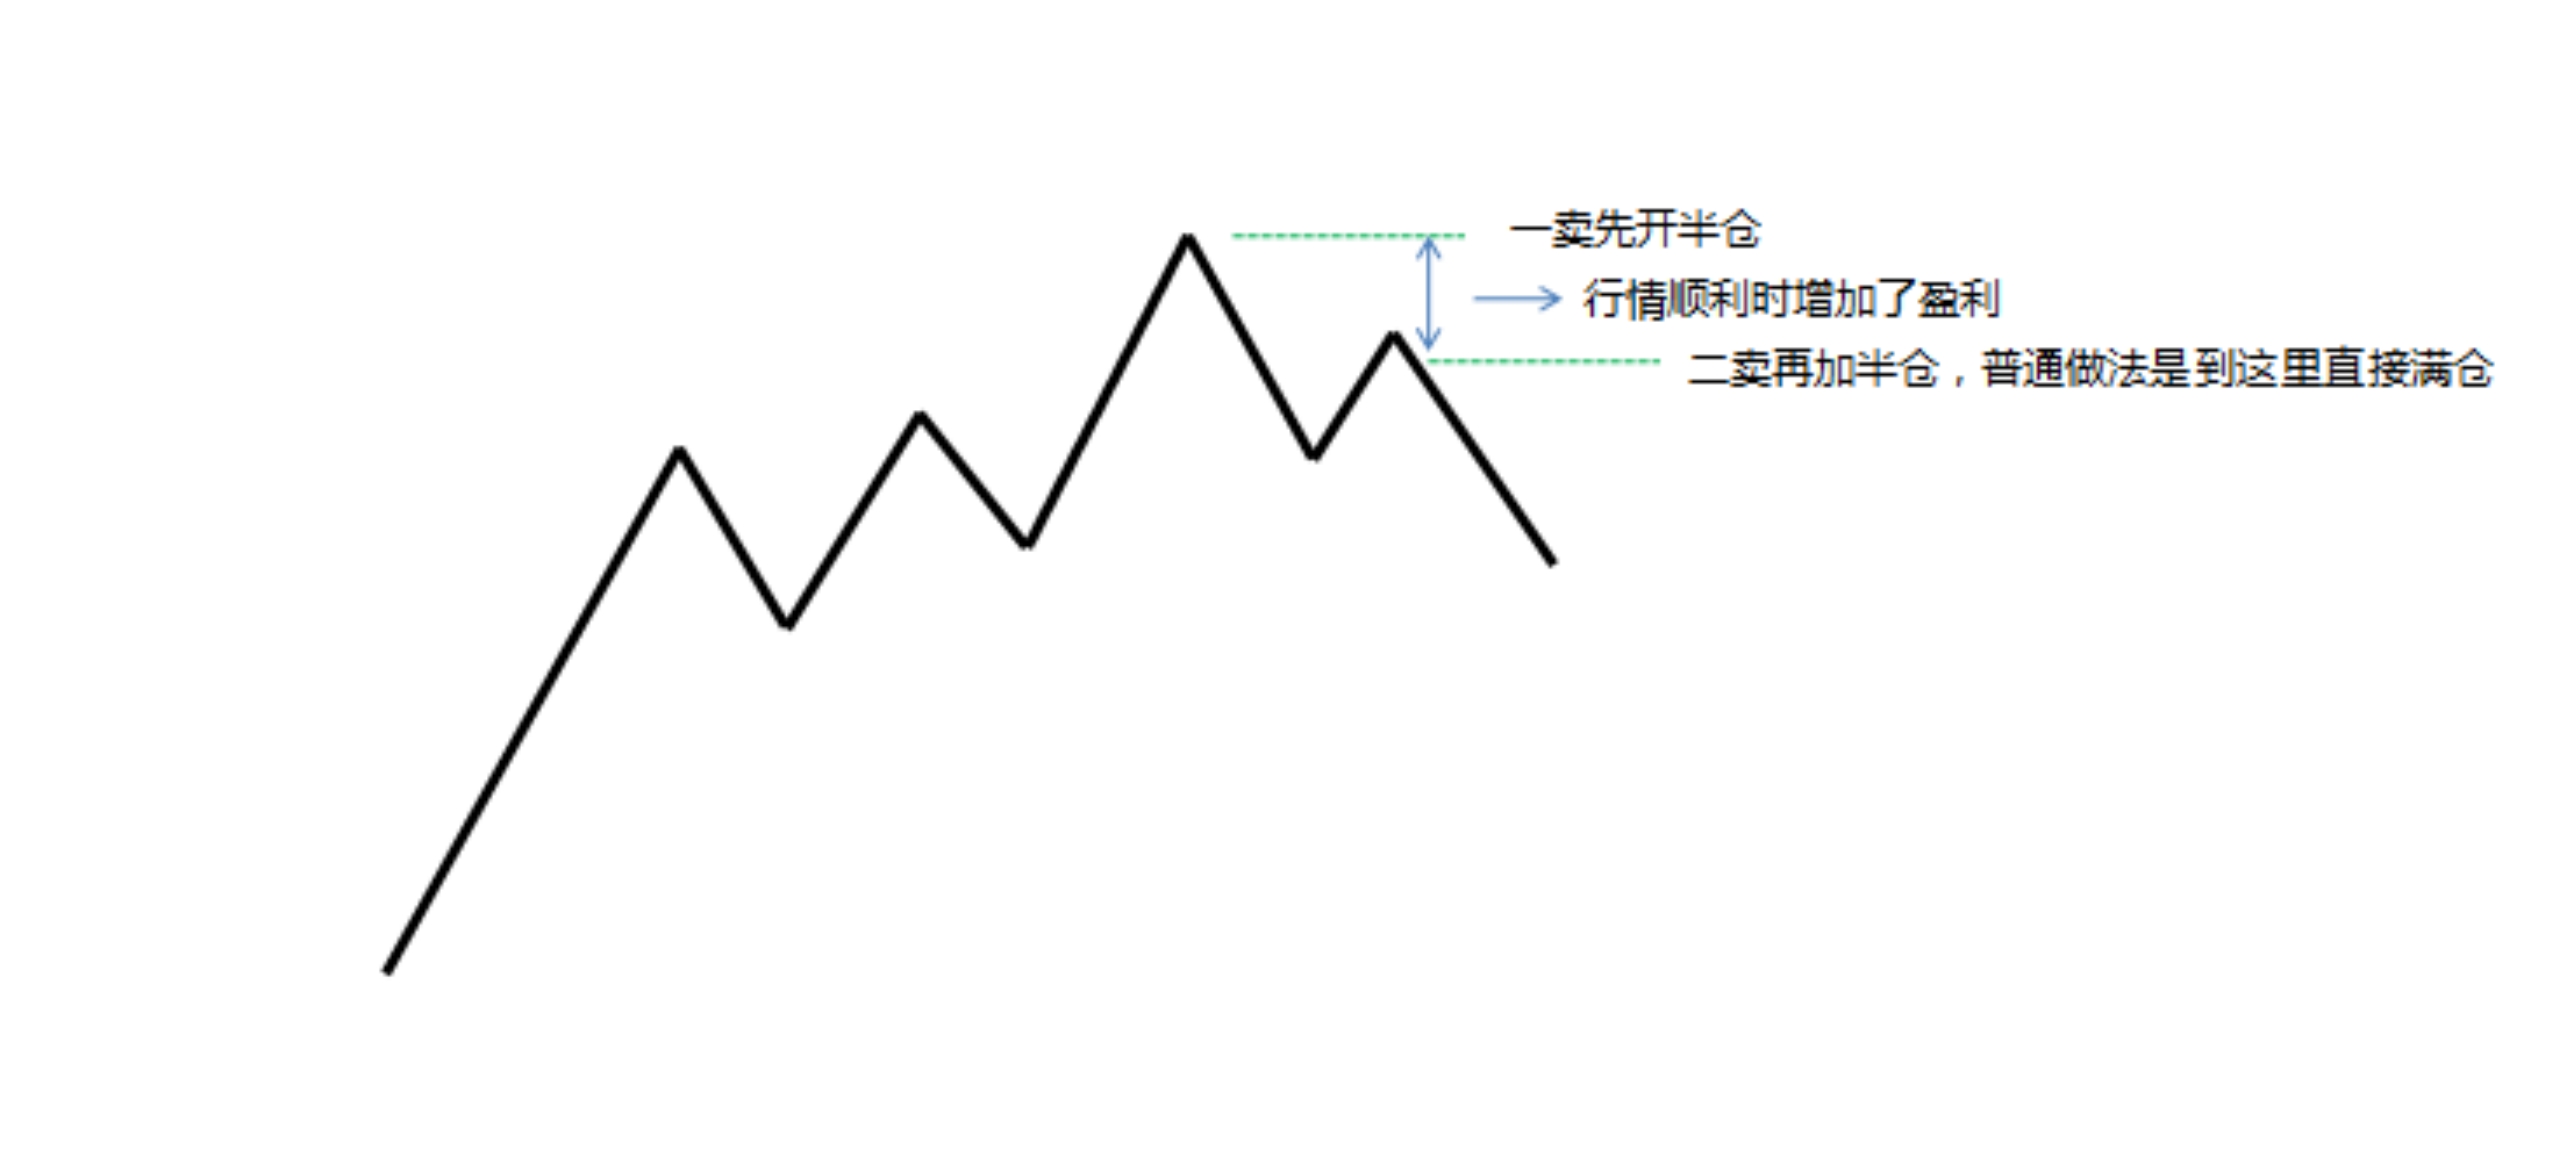 一卖先开半仓
行情顺利时增加了盈利
二卖再加半仓，普通做法是到这里直接满仓